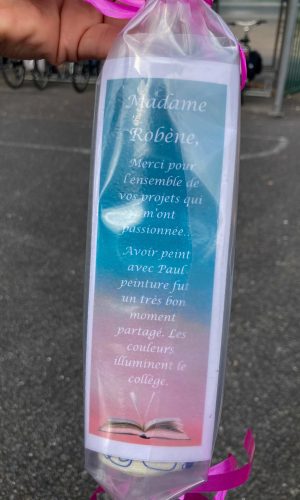 Madame
Robène,
Merci pour
l'ensemble de
vos projets qui
m'ont
passionnée...
Avoir peint
avec Paul
peinture fut
un très bon
moment
partagé. Les
couleurs
illuminent le
collège.